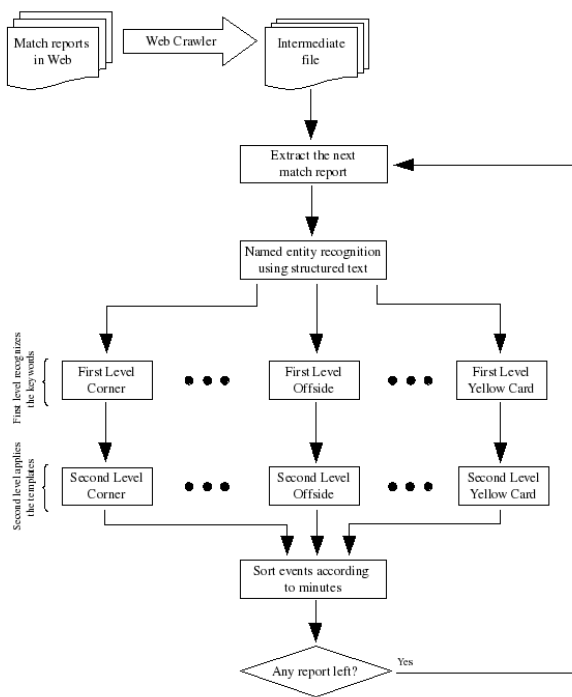 Match reports
in Web
Web Crawler
Intermediate
file
Extract the next
match report
Named entity recognition
using structured text
First level recognizes
the keywords
First Level
Corner
First Level
Offside
First Level
Yellow Card
Second level applies
the templates
Second Level
Corner
Second Level
Offside
Second Level
Yellow Card
Sort events according
to minutes
Any report left?
Yes